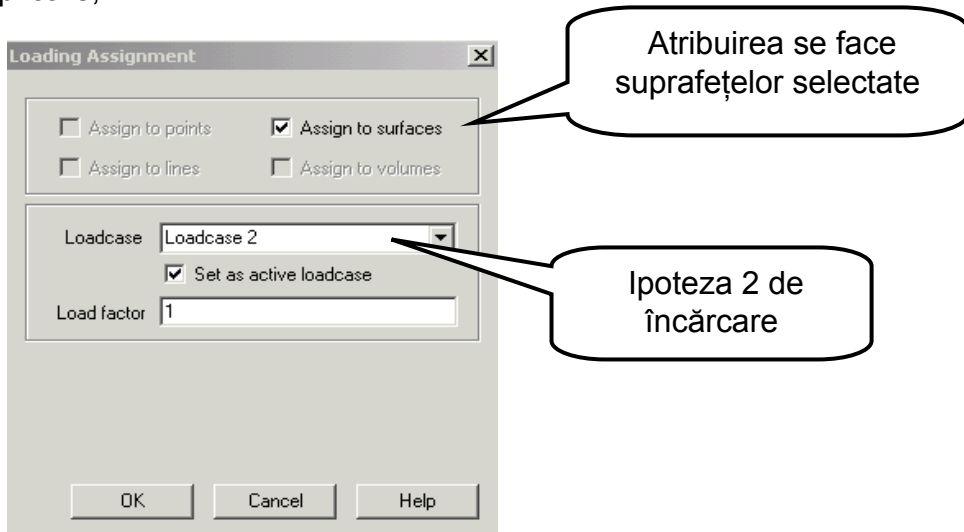 Loading Assignment
Atribuirea se face
suprafețelor selectate
Assign to points
Assign to surfaces
Assign to lines
Assign to volumes
Loadcase
Loadcase 2
Set as active loadcase
Load factor
1
Ipoteza 2 de
încărcare
OK
Cancel
Help